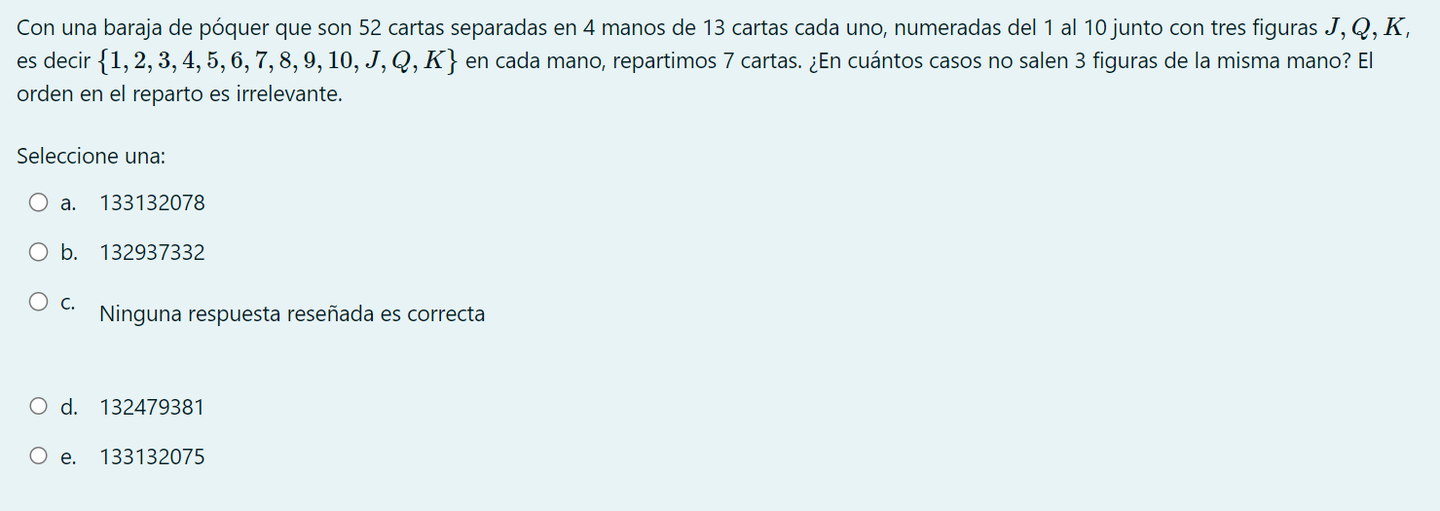 Con una baraja de póquer que son 52 cartas separadas en 4 manos de 13 cartas cada uno, numeradas del 1 al 10 junto con tres figuras J, Q, K,
es decir {1, 2, 3, 4, 5, 6, 7, 8, 9, 10, J, Q, K} en cada mano, repartimos 7 cartas. ¿En cuántos casos no salen 3 figuras de la misma mano? El
orden en el reparto es irrelevante.
Seleccione una:
a. 133132078
b. 132937332
c. Ninguna respuesta reseñada es correcta
d. 132479381
e. 133132075